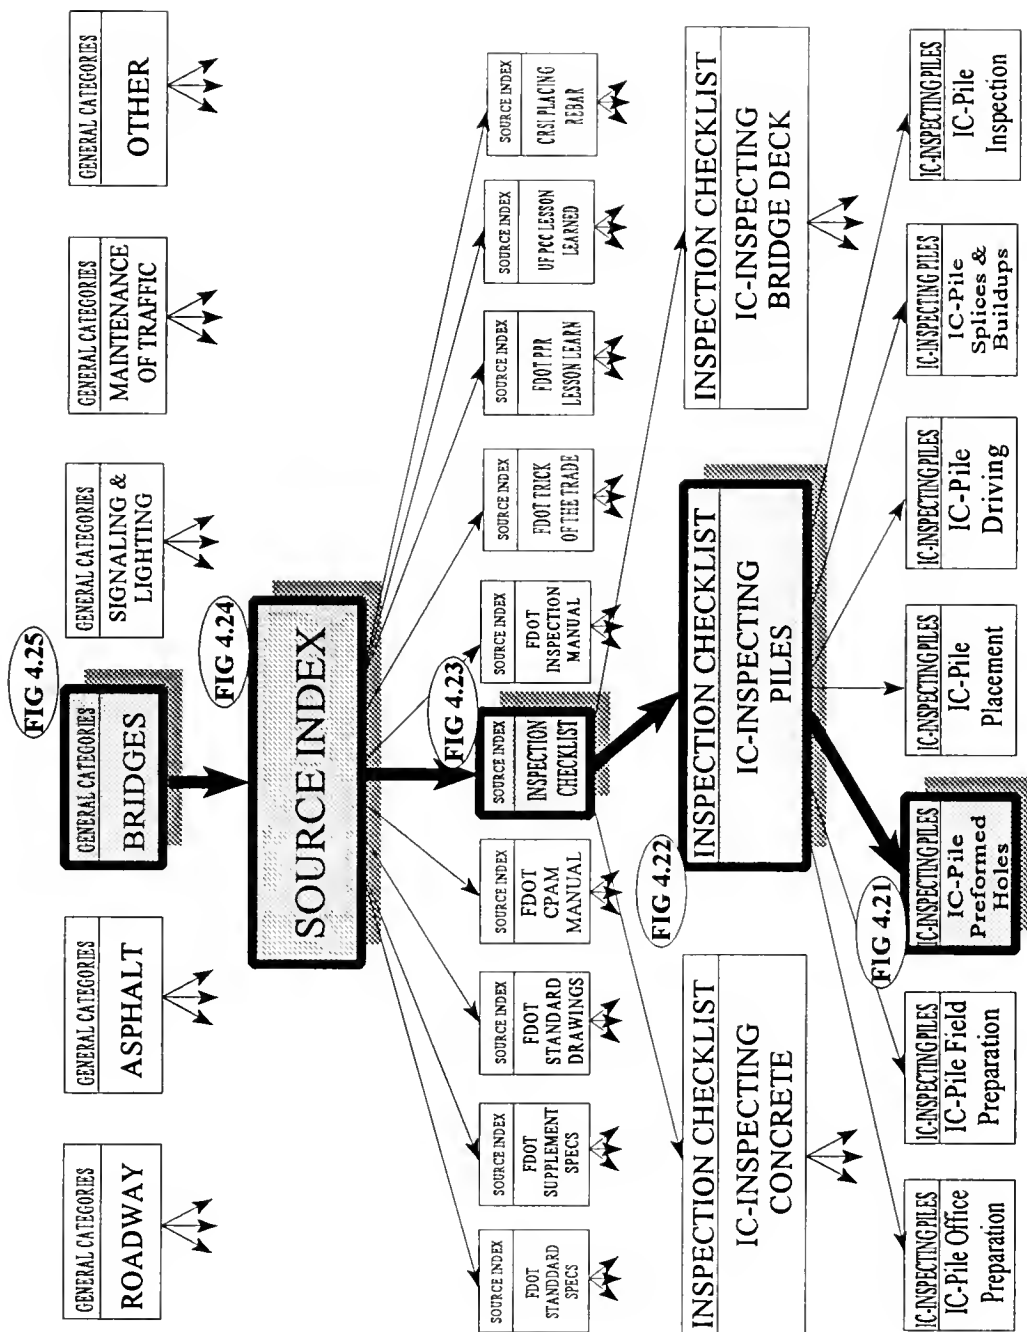 GENERAL CATEGORIES
ROADWAY
GENERAL CATEGORIES
ASPHALT
FIG 4.25
GENERAL CATEGORIES
BRIDGES
GENERAL CATEGORIES
SIGNALING &
LIGHTING
GENERAL CATEGORIES
MAINTENANCE
OF TRAFFIC
GENERAL CATEGORIES
OTHER
FIG 4.24
SOURCE INDEX
SOURCE INDEX
FDOT
STANDDARD
SPECS
SOURCE INDEX
FDOT
SUPPLEMENT
SPECS
SOURCE INDEX
FDOT
STANDARD
DRAWINGS
SOURCE INDEX
FDOT
CPAM
MANUAL
FIG 4.23
SOURCE INDEX
INSPECTION
CHECKLIST
SOURCE INDEX
FDOT
INSPECTION
MANUAL
SOURCE INDEX
FDOT TRICK
OF THE TRADE
SOURCE INDEX
FDOT PPR
LESSON LEARN
SOURCE INDEX
UF PCC LESSON
LEARNED
SOURCE INDEX
CRSI PLACING
REBAR
INSPECTION CHECKLIST
IC-INSPECTING
CONCRETE
FIG 4.22
INSPECTION CHECKLIST
IC-INSPECTING
PILES
INSPECTION CHECKLIST
IC-INSPECTING
BRIDGE DECK
IC-INSPECTING PILES
IC-Pile Office
Preparation
IC-INSPECTING PILES
IC-Pile Field
Preparation
FIG 4.21
IC-INSPECTING PILES
IC-Pile
Preformed
Holes
IC-INSPECTING PILES
IC-Pile
Placement
IC-INSPECTING PILES
IC-Pile
Driving
IC-INSPECTING PILES
IC-Pile
Splices &
Buildups
IC-INSPECTING PILES
IC-Pile
Inspection